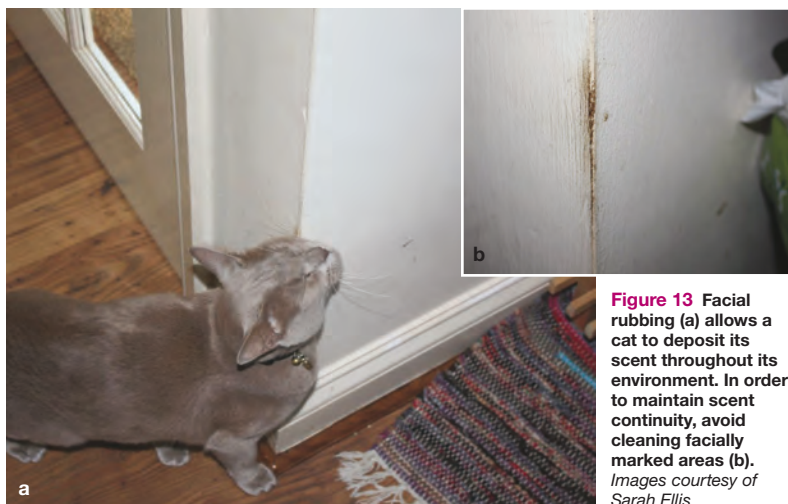 a
b
Figure 13 Facial
rubbing (a) allows a
cat to deposit its
scent throughout its
environment. In order
to maintain scent
continuity, avoid
cleaning facially
marked areas (b).
Images courtesy of
Sarah Ellis